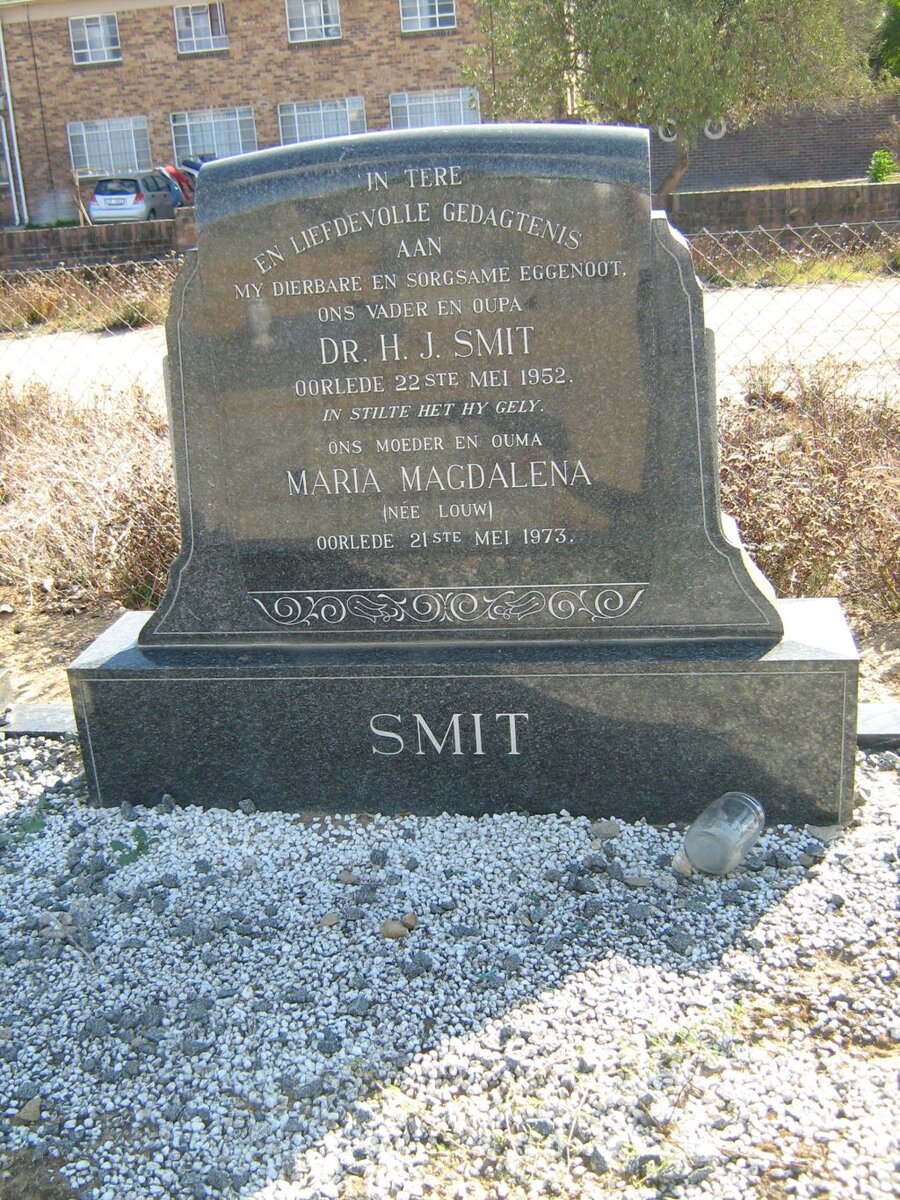 IN TERE
EN LIEFDEVOLLE GEDAGTENIS
AAN
MY DIERBARE EN SORGSAME EGGENOOT,
ONS VADER EN OUPA
DR. H. J. SMIT
OORLEDE 22STE MEI 1952.
IN STILTE HET HY GELY.
ONS MOEDER EN OUMA
MARIA MAGDALENA
(NEE LOUW)
OORLEDE 21STE MEI 1973.
SMIT